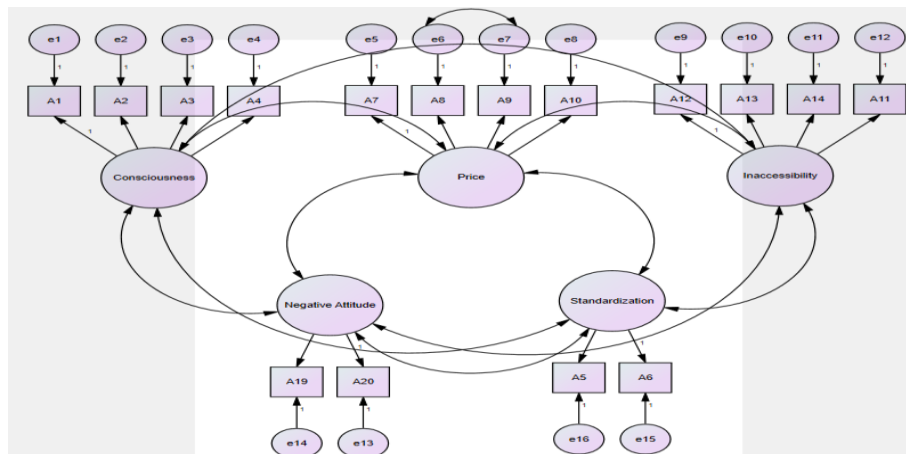 e1 e2 e3 e4 e5 e6 e7 e8 e9 e10 e11 e12
1 1 1 1 1 1 1 1 1 1 1 1
A1 A2 A3 A4 A7 A8 A9 A10 A12 A13 A14 A11
1 1 1
Consciousness Price Inaccessibility
Negative Attitude Standardization
1 1
A19 A20 A5 A6
1 1 1 1
e14 e13 e16 e15